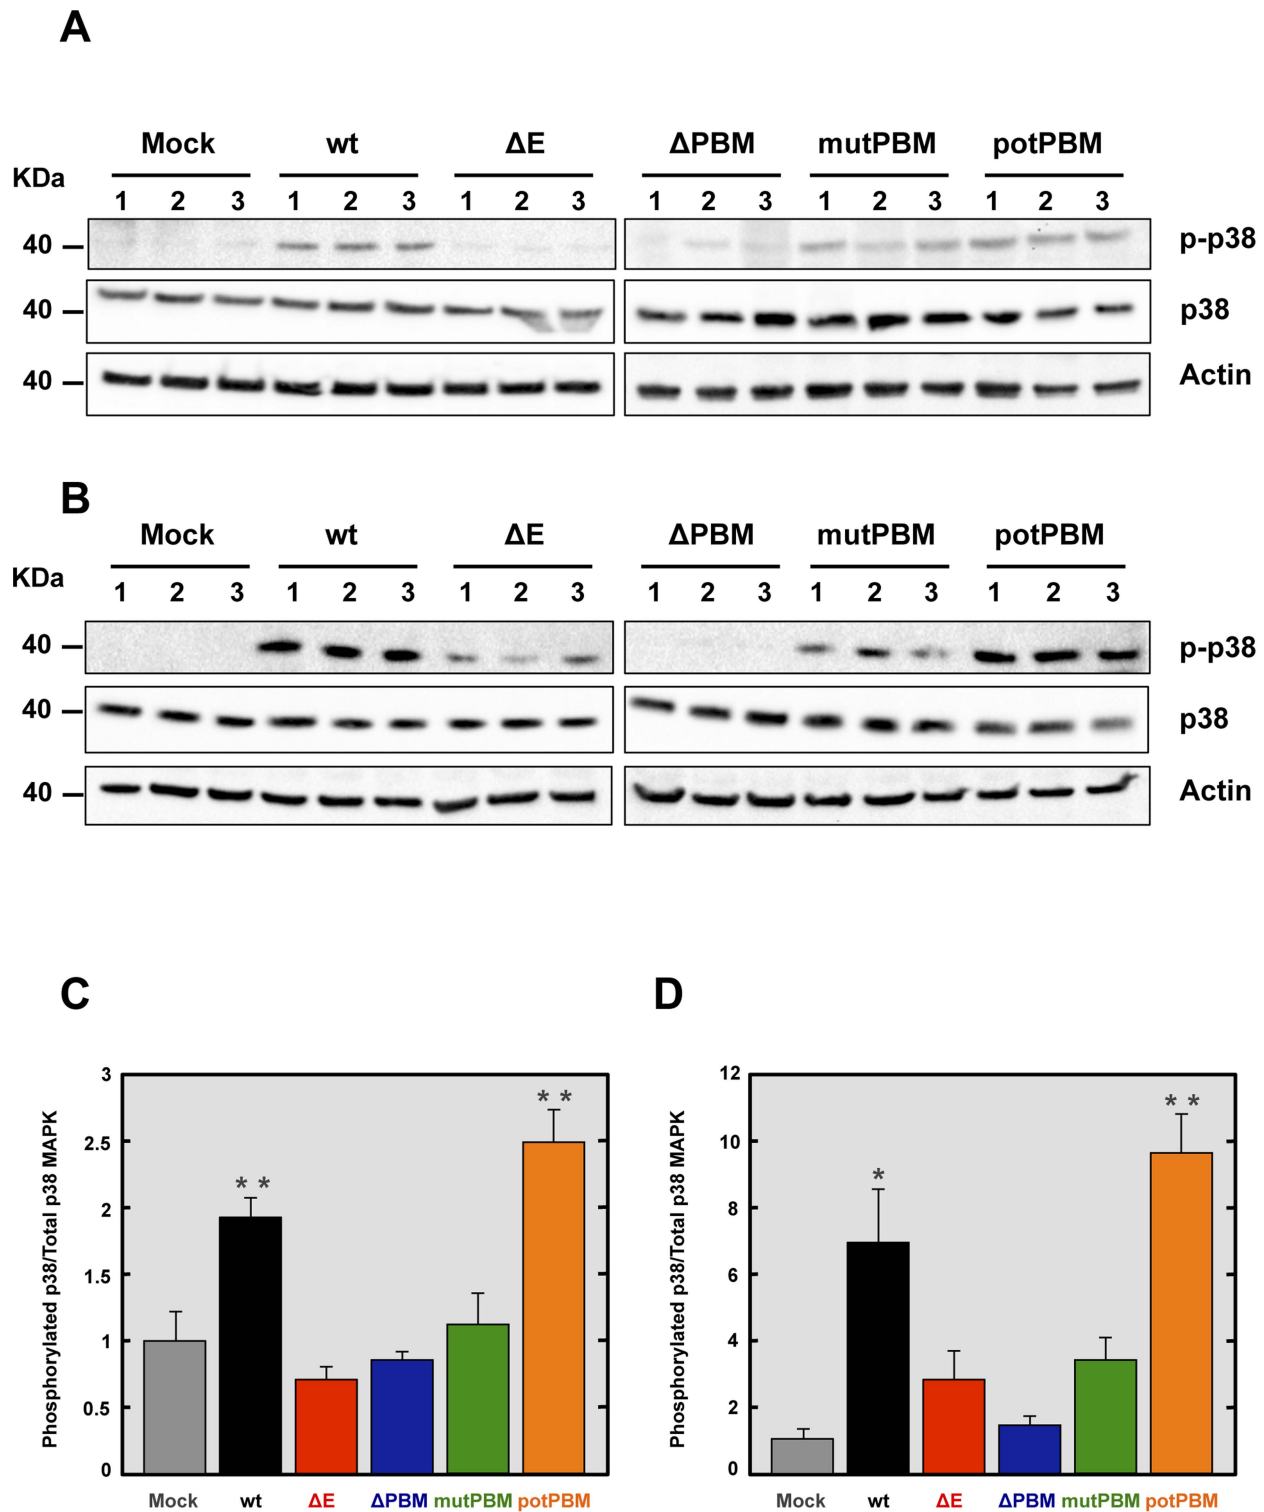 A
Mock wt ΔE ΔPBM mutPBM potPBM
KDa
1 2 3 1 2 3 1 2 3 1 2 3 1 2 3 1 2 3
40 p-p38
40 p38
40 Actin
B
Mock wt ΔE ΔPBM mutPBM potPBM
KDa
1 2 3 1 2 3 1 2 3 1 2 3 1 2 3 1 2 3
40 p-p38
40 p38
40 Actin
C
Phosphorylated p38/Total p38 MAPK
3
2.5
2
1.5
1
0.5
0
* *
* *
Mock wt ΔE ΔPBM mutPBM potPBM
D
Phosphorylated p38/Total p38 MAPK
12
10
8
6
4
2
0
*
* *
Mock wt ΔE ΔPBM mutPBM potPBM